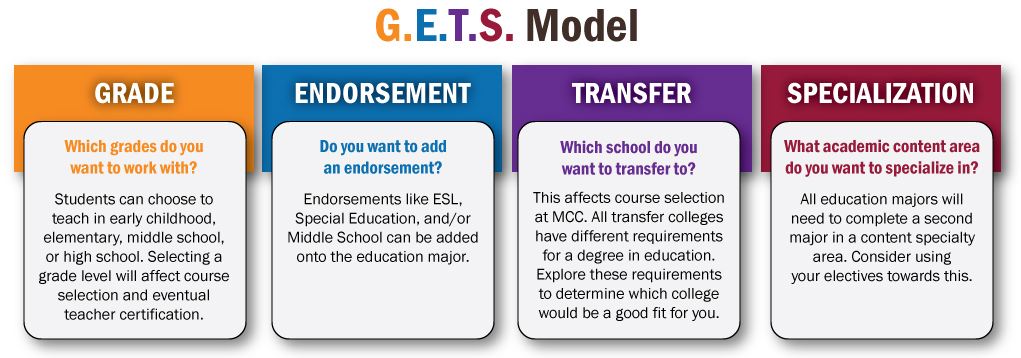 G.E.T.S. Model
GRADE
Which grades do you
want to work with?
Students can choose to
teach in early childhood,
elementary, middle school,
or high school. Selecting a
grade level will affect course
selection and eventual
teacher certification.
ENDORSEMENT
Do you want to add
an endorsement?
Endorsements like ESL,
Special Education, and/or
Middle School can be added
onto the education major.
TRANSFER
Which school do you
want to transfer to?
This affects course selection
at MCC. All transfer colleges
have different requirements
for a degree in education.
Explore these requirements
to determine which college
would be a good fit for you.
SPECIALIZATION
What academic content area
do you want to specialize in?
All education majors will
need to complete a second
major in a content specialty
area. Consider using
your electives towards this.